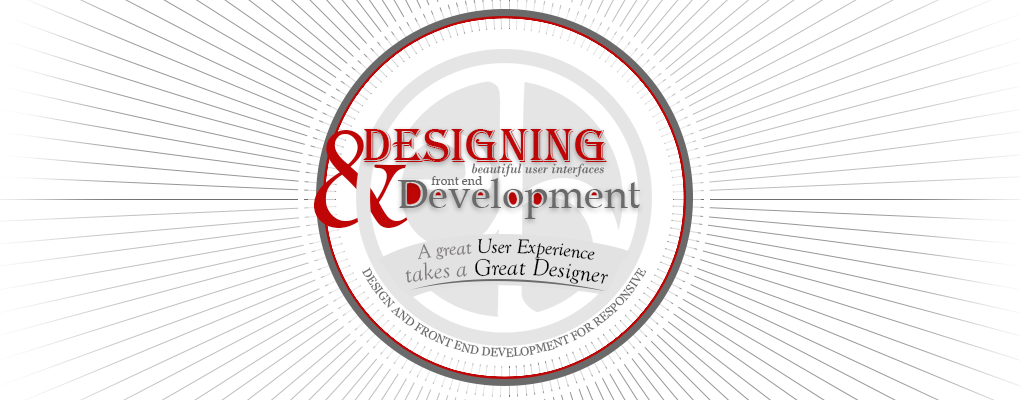 DESIGNING
beautiful user interfaces
&
front end
Development
A great User Experience
takes a Great Designer
DESIGN AND FRONT END DEVELOPMENT FOR RESPONSIVE